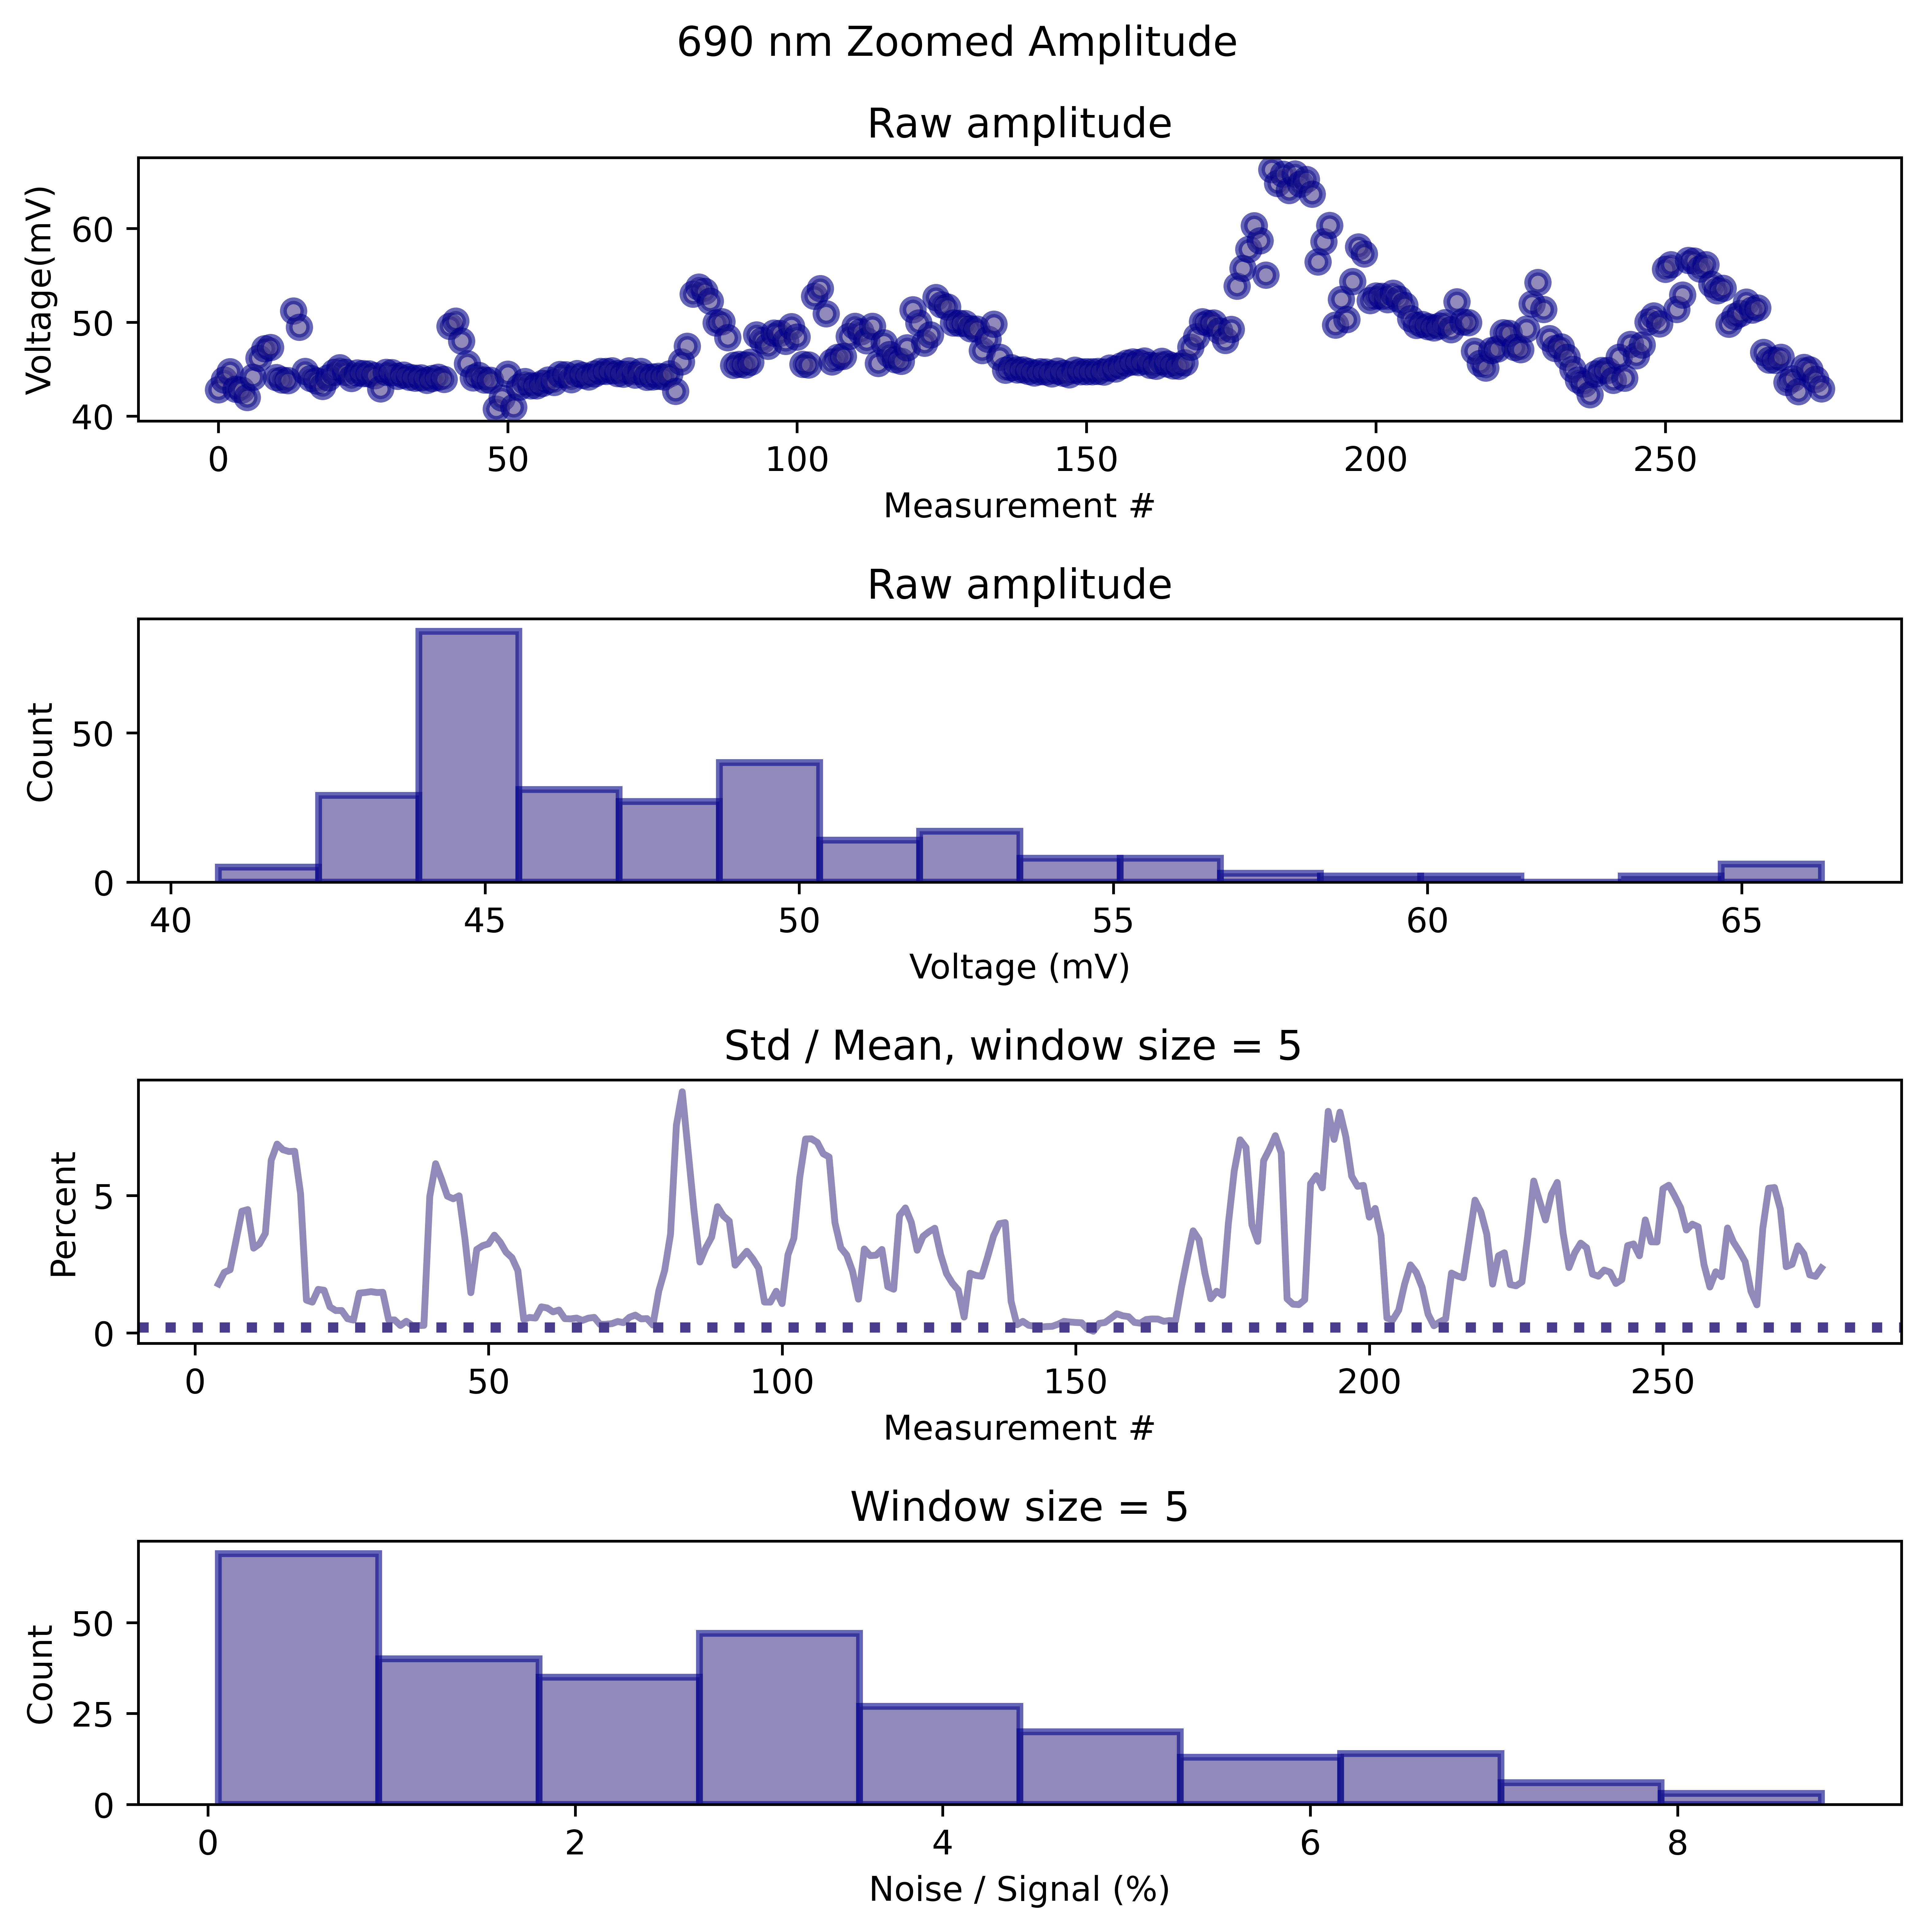 690 nm Zoomed Amplitude
Raw amplitude
Voltage(mV)
60
50
40
0 50 100 150 200 250
Measurement #
Raw amplitude
Count
50
0
40 45 50 55 60 65
Voltage (mV)
Std / Mean, window size = 5
Percent
5
0
0 50 100 150 200 250
Measurement #
Window size = 5
Count
50
25
0
0 2 4 6 8
Noise / Signal (%)